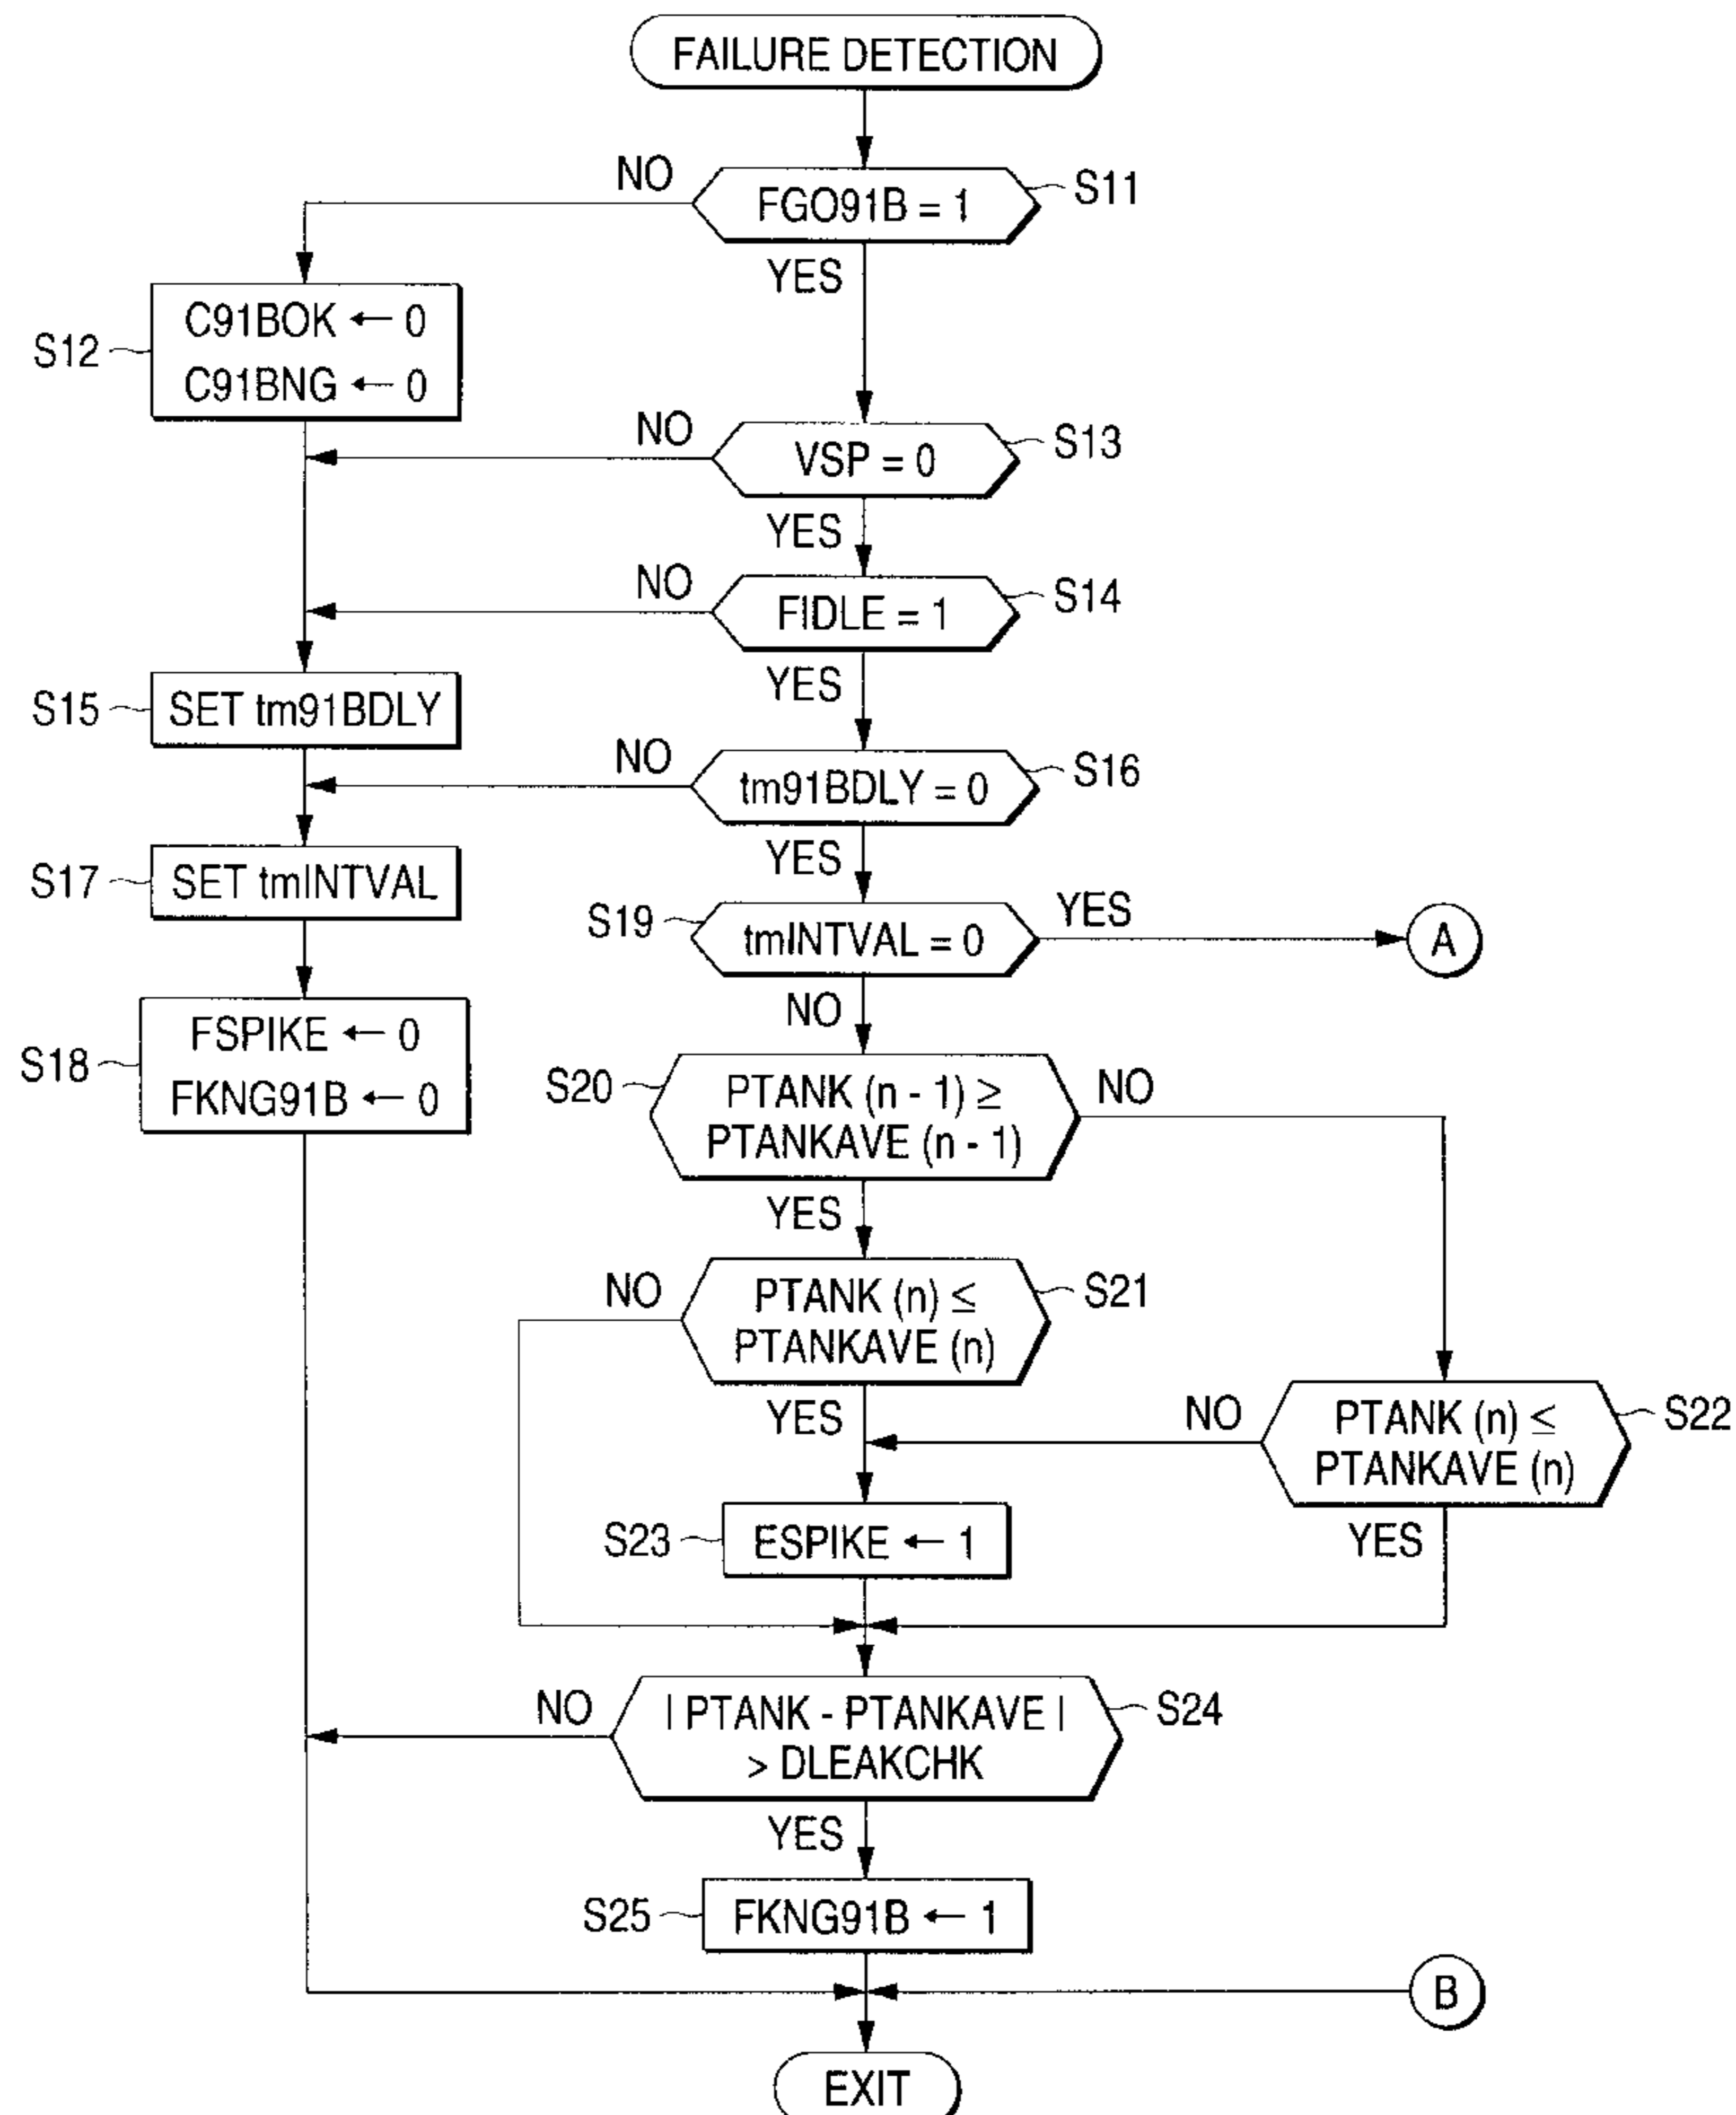 FAILURE DETECTION
NO
FGO91B = 1
S11
YES
S12
C91BOK ← 0
C91BNG ← 0
NO
VSP = 0
S13
YES
NO
FIDLE = 1
S14
YES
S15
SET tm91BDLY
NO
tm91BDLY = 0
S16
YES
S17
SET tmINTVAL
S19
tmINTVAL = 0
YES
A
NO
S18
FSPIKE ← 0
FKNG91B ← 0
S20
PTANK (n - 1) ≥
PTANKAVE (n - 1)
NO
YES
NO
PTANK (n) ≤
PTANKAVE (n)
S21
YES
NO
PTANK (n) ≤
PTANKAVE (n)
S22
YES
S23
ESPIKE ← 1
NO
| PTANK - PTANKAVE |
> DLEAKCHK
S24
YES
S25
FKNG91B ← 1
B
EXIT